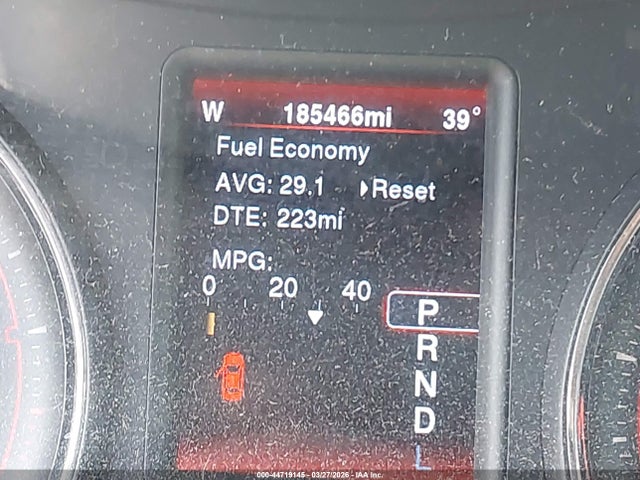 W 185466mi 39°
Fuel Economy
AVG: 29.1 Reset
DTE: 223mi
MPG:
0 20 40
P
R
N
D
L
000-44719145 - 03/27/2026 - IAA Inc.